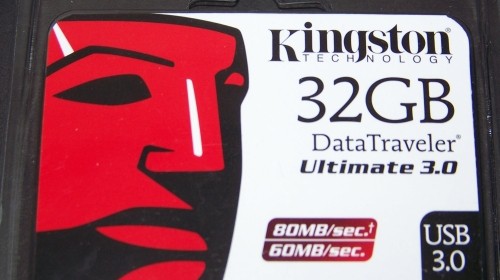 Kingston
TECHNOLOGY
32GB
DataTraveler®
Ultimate 3.0
80MB/sec.†
60MB/sec.
USB
3.0